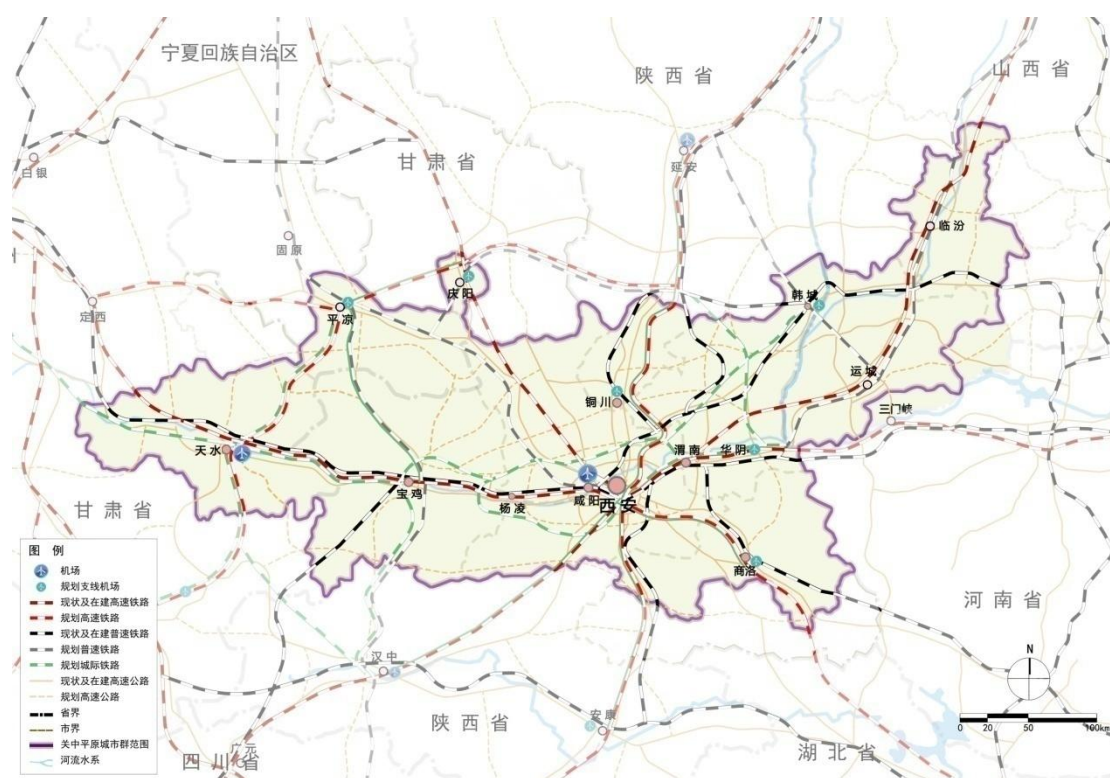 宁夏回族自治区
陕西省
山西省
甘肃省
白银
延安
固原
临汾
庆阳
定西
平凉
韩城
运城
铜川
三门峡
天水
渭南
华阴
宝鸡
杨凌
咸阳
西安
甘肃省
商洛
河南省
汉中
安康
陕西省
湖北省
广元
四川省
图 例
机场
规划支线机场
现状及在建高速铁路
规划高速铁路
现状及在建普速铁路
规划普速铁路
规划城际铁路
现状及在建高速公路
规划高速公路
省界
市界
关中平原城市群范围
河流水系
N
0 20 50 100km